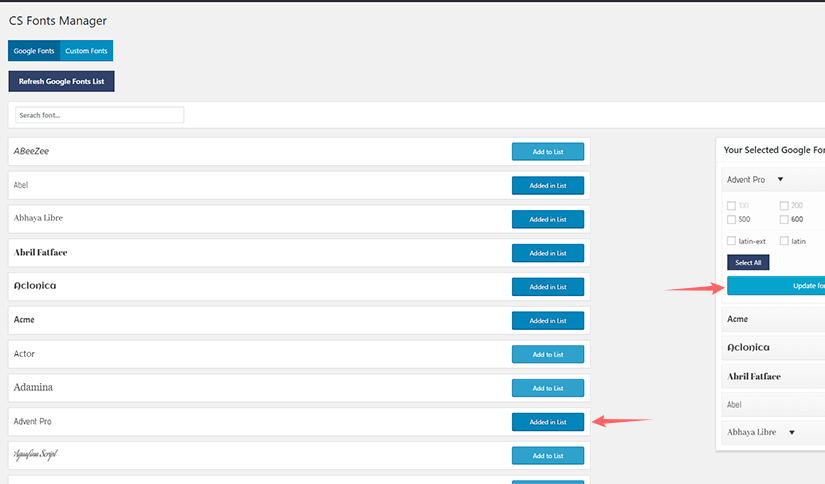 CS Fonts Manager
Google Fonts Custom Fonts
Refresh Google Fonts List
Serach font...
ABeeZee Add to List
Abel Added in List
Abhaya Libre Added in List
Abril Fatface Added in List
Aclonica Added in List
Acme Added in List
Actor Add to List
Adamina Add to List
Advent Pro Added in List
Aguafina Script Add to List
Your Selected Google Fon
Advent Pro
100 200
500 600
latin-ext latin
Select All
Update for
Acme
Aclonica
Abril Fatface
Abel
Abhaya Libre